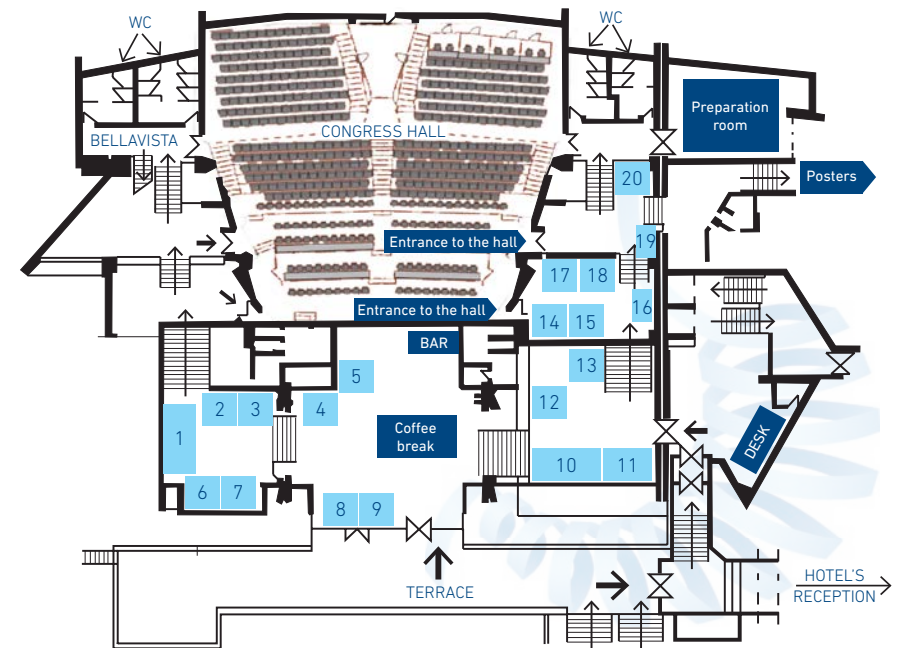 WC
WC
Preparation
room
BELLAVISTA
CONGRESS HALL
20
Posters
Entrance to the hall
19
17
18
Entrance to the hall
16
14
15
BAR
13
5
12
2
3
4
1
Coffee
break
DESK
10
11
6
7
8
9
TERRACE
HOTEL'S
RECEPTION